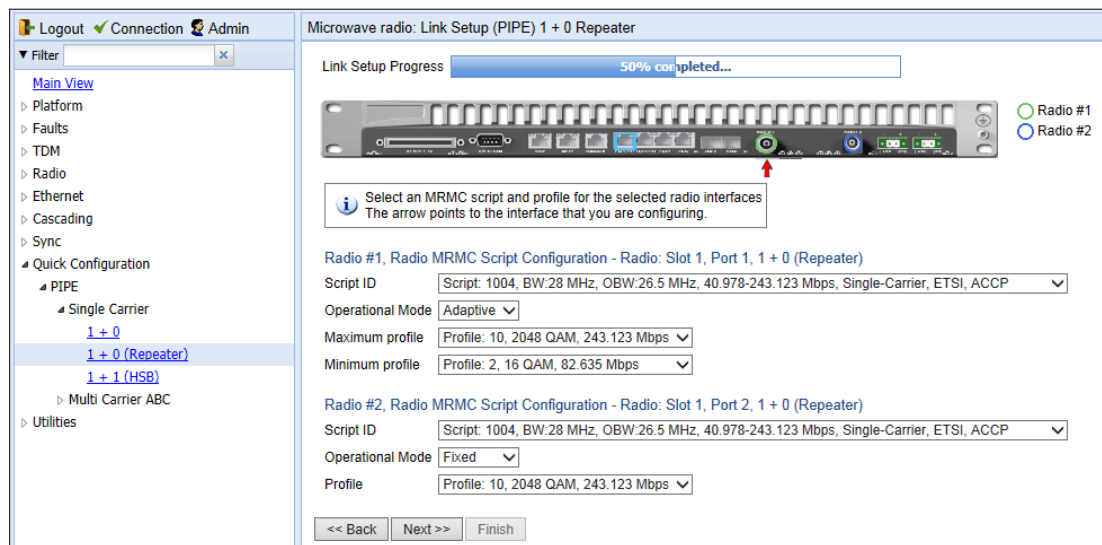 Logout Connection Admin
Filter
Main View
Platform
Faults
TDM
Radio
Ethernet
Cascading
Sync
Quick Configuration
PIPE
Single Carrier
1 + 0
1 + 0 (Repeater)
1 + 1 (HSB)
Multi Carrier ABC
Utilities
Microwave radio: Link Setup (PIPE) 1 + 0 Repeater
Link Setup Progress 50% completed...
Radio #1
Radio #2
Select an MRMC script and profile for the selected radio interfaces
The arrow points to the interface that you are configuring.
Radio #1, Radio MRMC Script Configuration - Radio: Slot 1, Port 1, 1 + 0 (Repeater)
Script ID Script: 1004, BW:28 MHz, OBW:26.5 MHz, 40.978-243.123 Mbps, Single-Carrier, ETSI, ACCP
Operational Mode Adaptive
Maximum profile Profile: 10, 2048 QAM, 243.123 Mbps
Minimum profile Profile: 2, 16 QAM, 82.635 Mbps
Radio #2, Radio MRMC Script Configuration - Radio: Slot 1, Port 2, 1 + 0 (Repeater)
Script ID Script: 1004, BW:28 MHz, OBW:26.5 MHz, 40.978-243.123 Mbps, Single-Carrier, ETSI, ACCP
Operational Mode Fixed
Profile Profile: 10, 2048 QAM, 243.123 Mbps
<< Back Next >> Finish